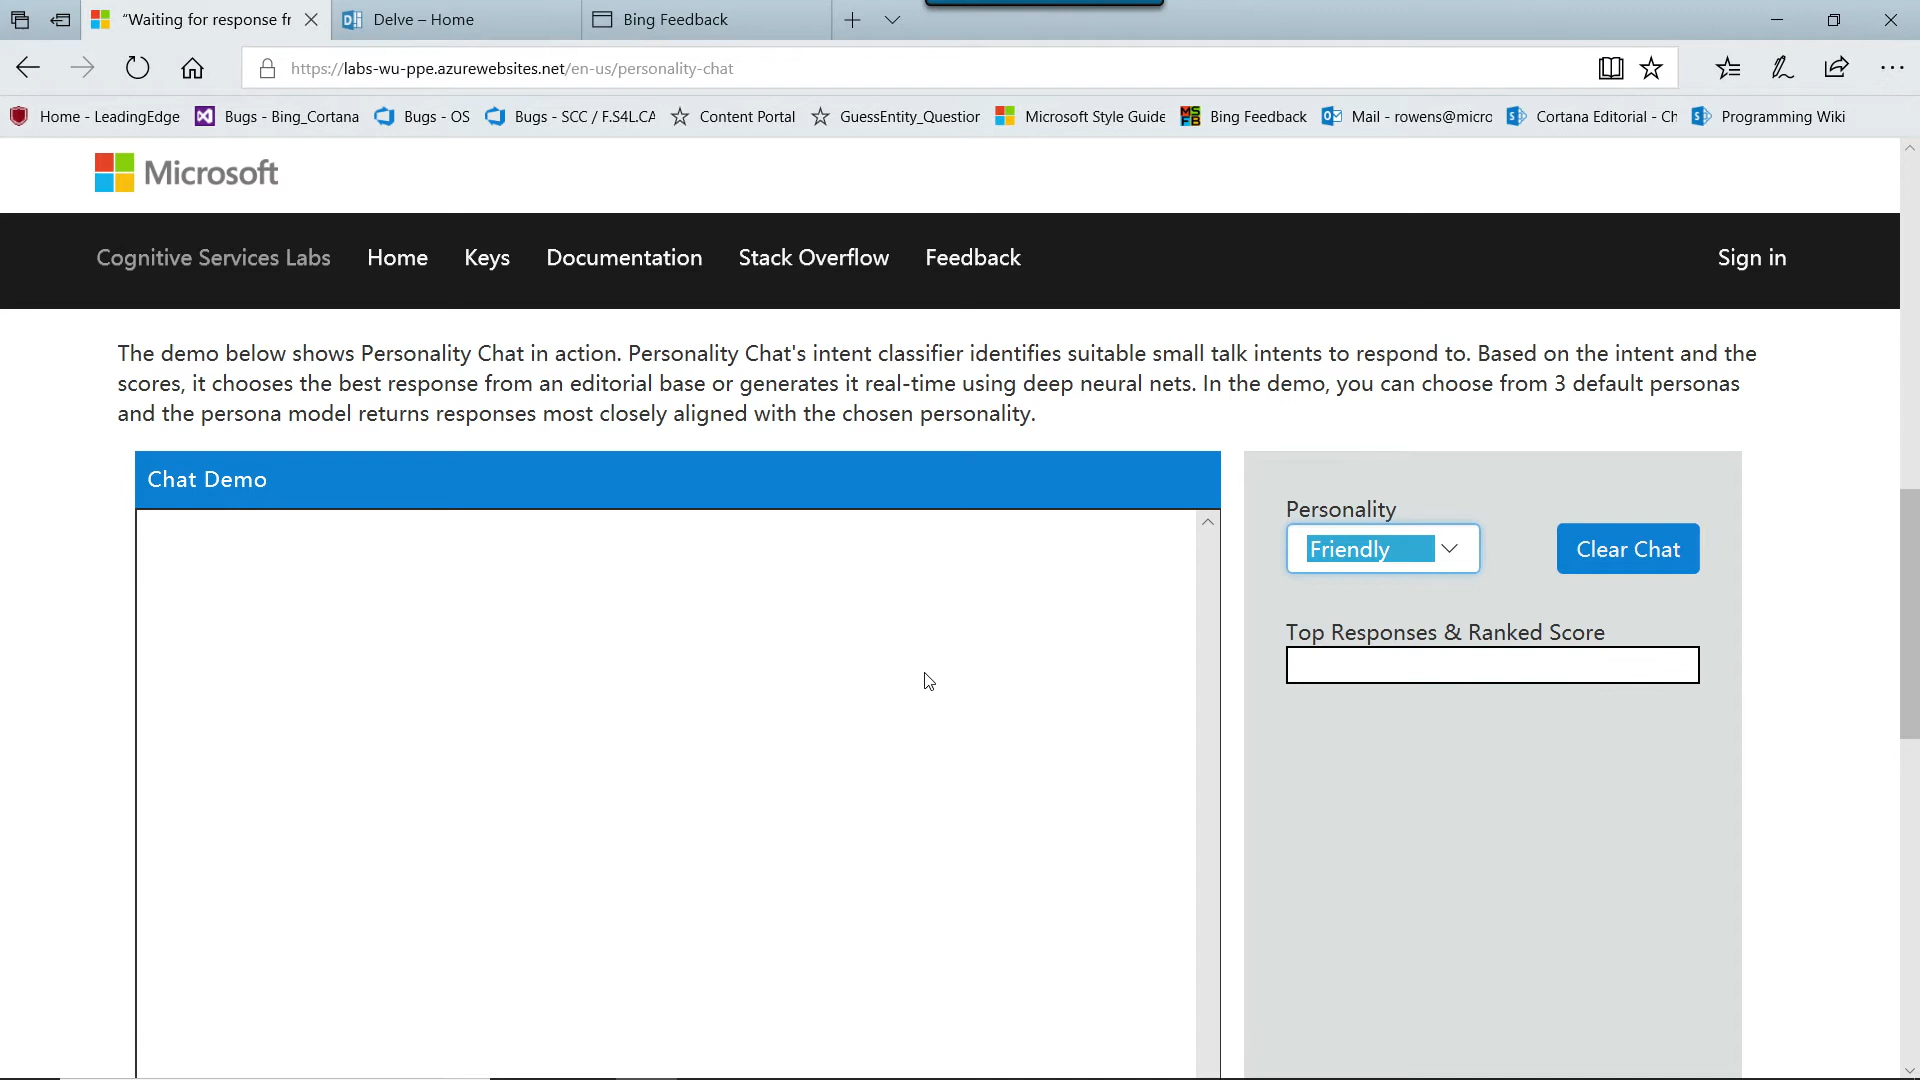 "Waiting for response fr
Delve – Home
Bing Feedback
https://labs-wu-ppe.azurewebsites.net/en-us/personality-chat
Home - LeadingEdge
Bugs - Bing_Cortana
Bugs - OS
Bugs - SCC / F.S4L.CA
Content Portal
GuessEntity_Question
Microsoft Style Guide
Bing Feedback
Mail - rowens@micro
Cortana Editorial - Ch
Programming Wiki
Microsoft
Cognitive Services Labs
Home
Keys
Documentation
Stack Overflow
Feedback
Sign in
The demo below shows Personality Chat in action. Personality Chat's intent classifier identifies suitable small talk intents to respond to. Based on the intent and the
scores, it chooses the best response from an editorial base or generates it real-time using deep neural nets. In the demo, you can choose from 3 default personas
and the persona model returns responses most closely aligned with the chosen personality.
Chat Demo
Personality
Friendly
Clear Chat
Top Responses & Ranked Score